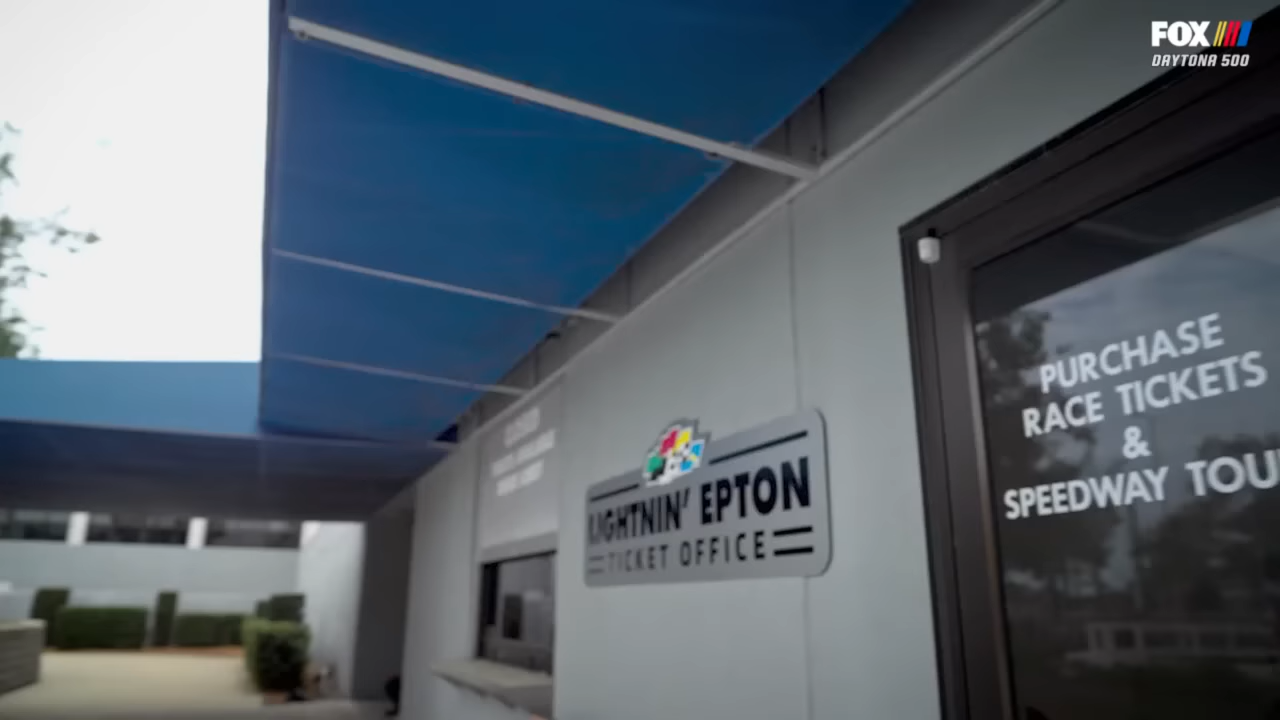 FOX
DAYTONA 500
PURCHASE
RACE TICKETS
&
SPEEDWAY TOU
LIGHTNIN' EPTON
TICKET OFFICE